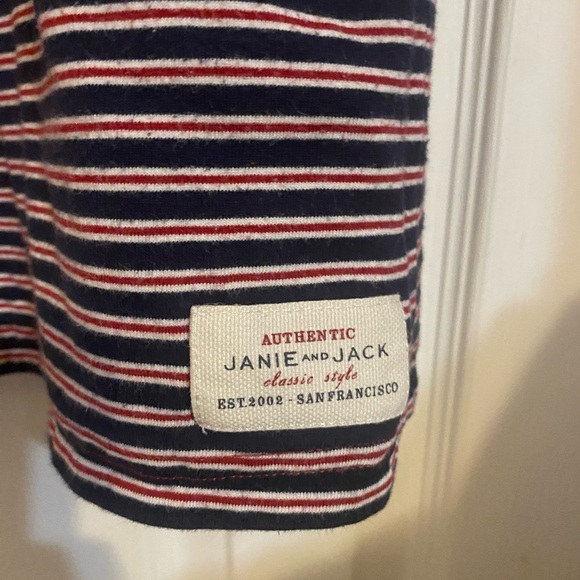 AUTHENTIC
JANIE AND JACK
classic style
EST.2002 - SAN FRANCISCO